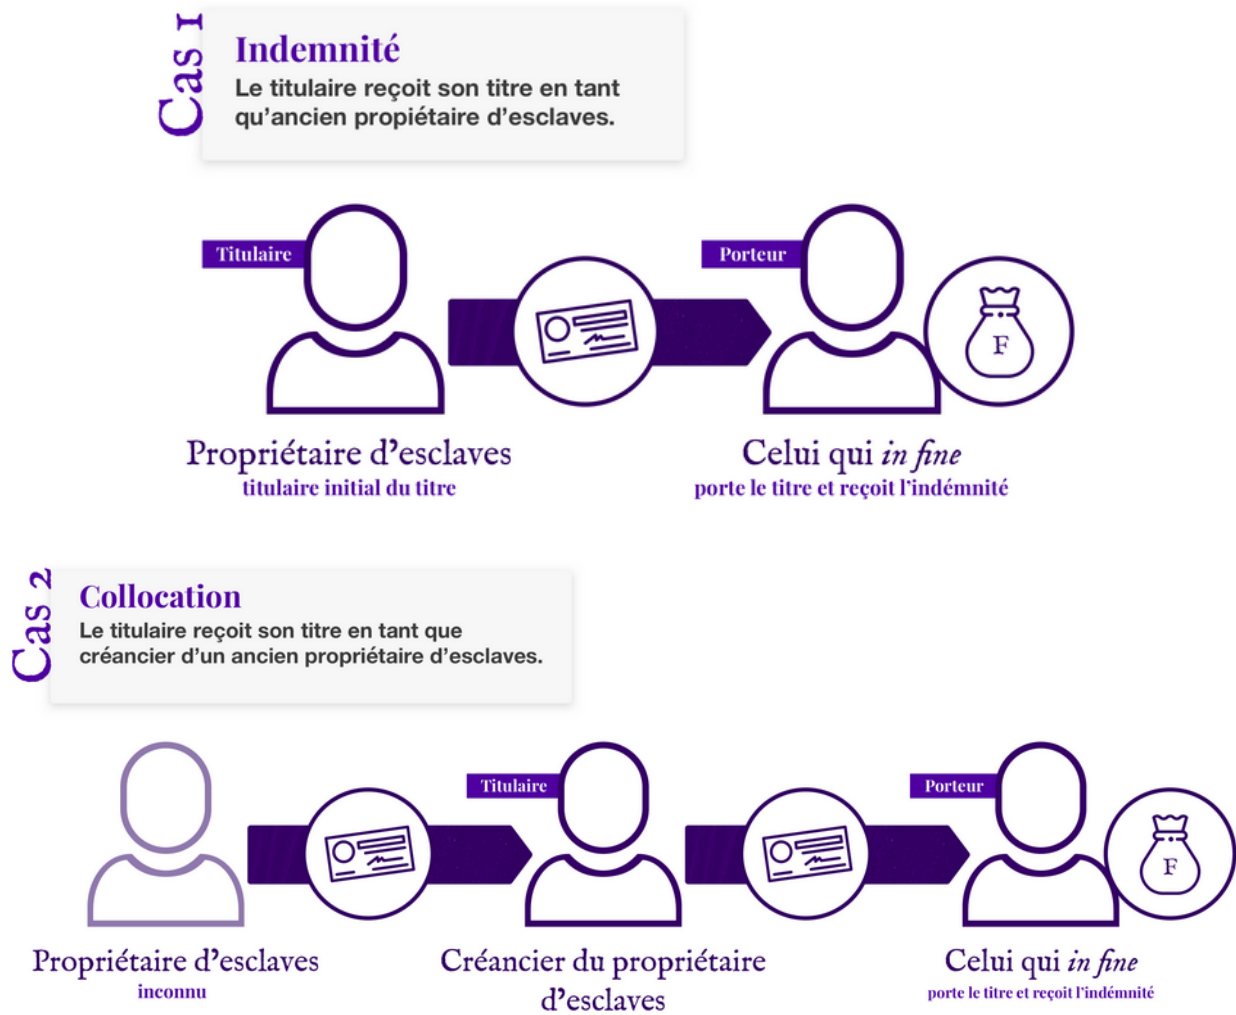 Cas 1
Indemnité
Le titulaire reçoit son titre en tant
qu'ancien propiétaire d'esclaves.
Titulaire
Porteur
F
Propriétaire d'esclaves
titulaire initial du titre
Celui qui in fine
porte le titre et reçoit l'indémnité
Cas 2
Collocation
Le titulaire reçoit son titre en tant que
créancier d'un ancien propriétaire d'esclaves.
Titulaire
Porteur
F
Propriétaire d'esclaves
inconnu
Créancier du propriétaire
d'esclaves
Celui qui in fine
porte le titre et reçoit l'indémnité